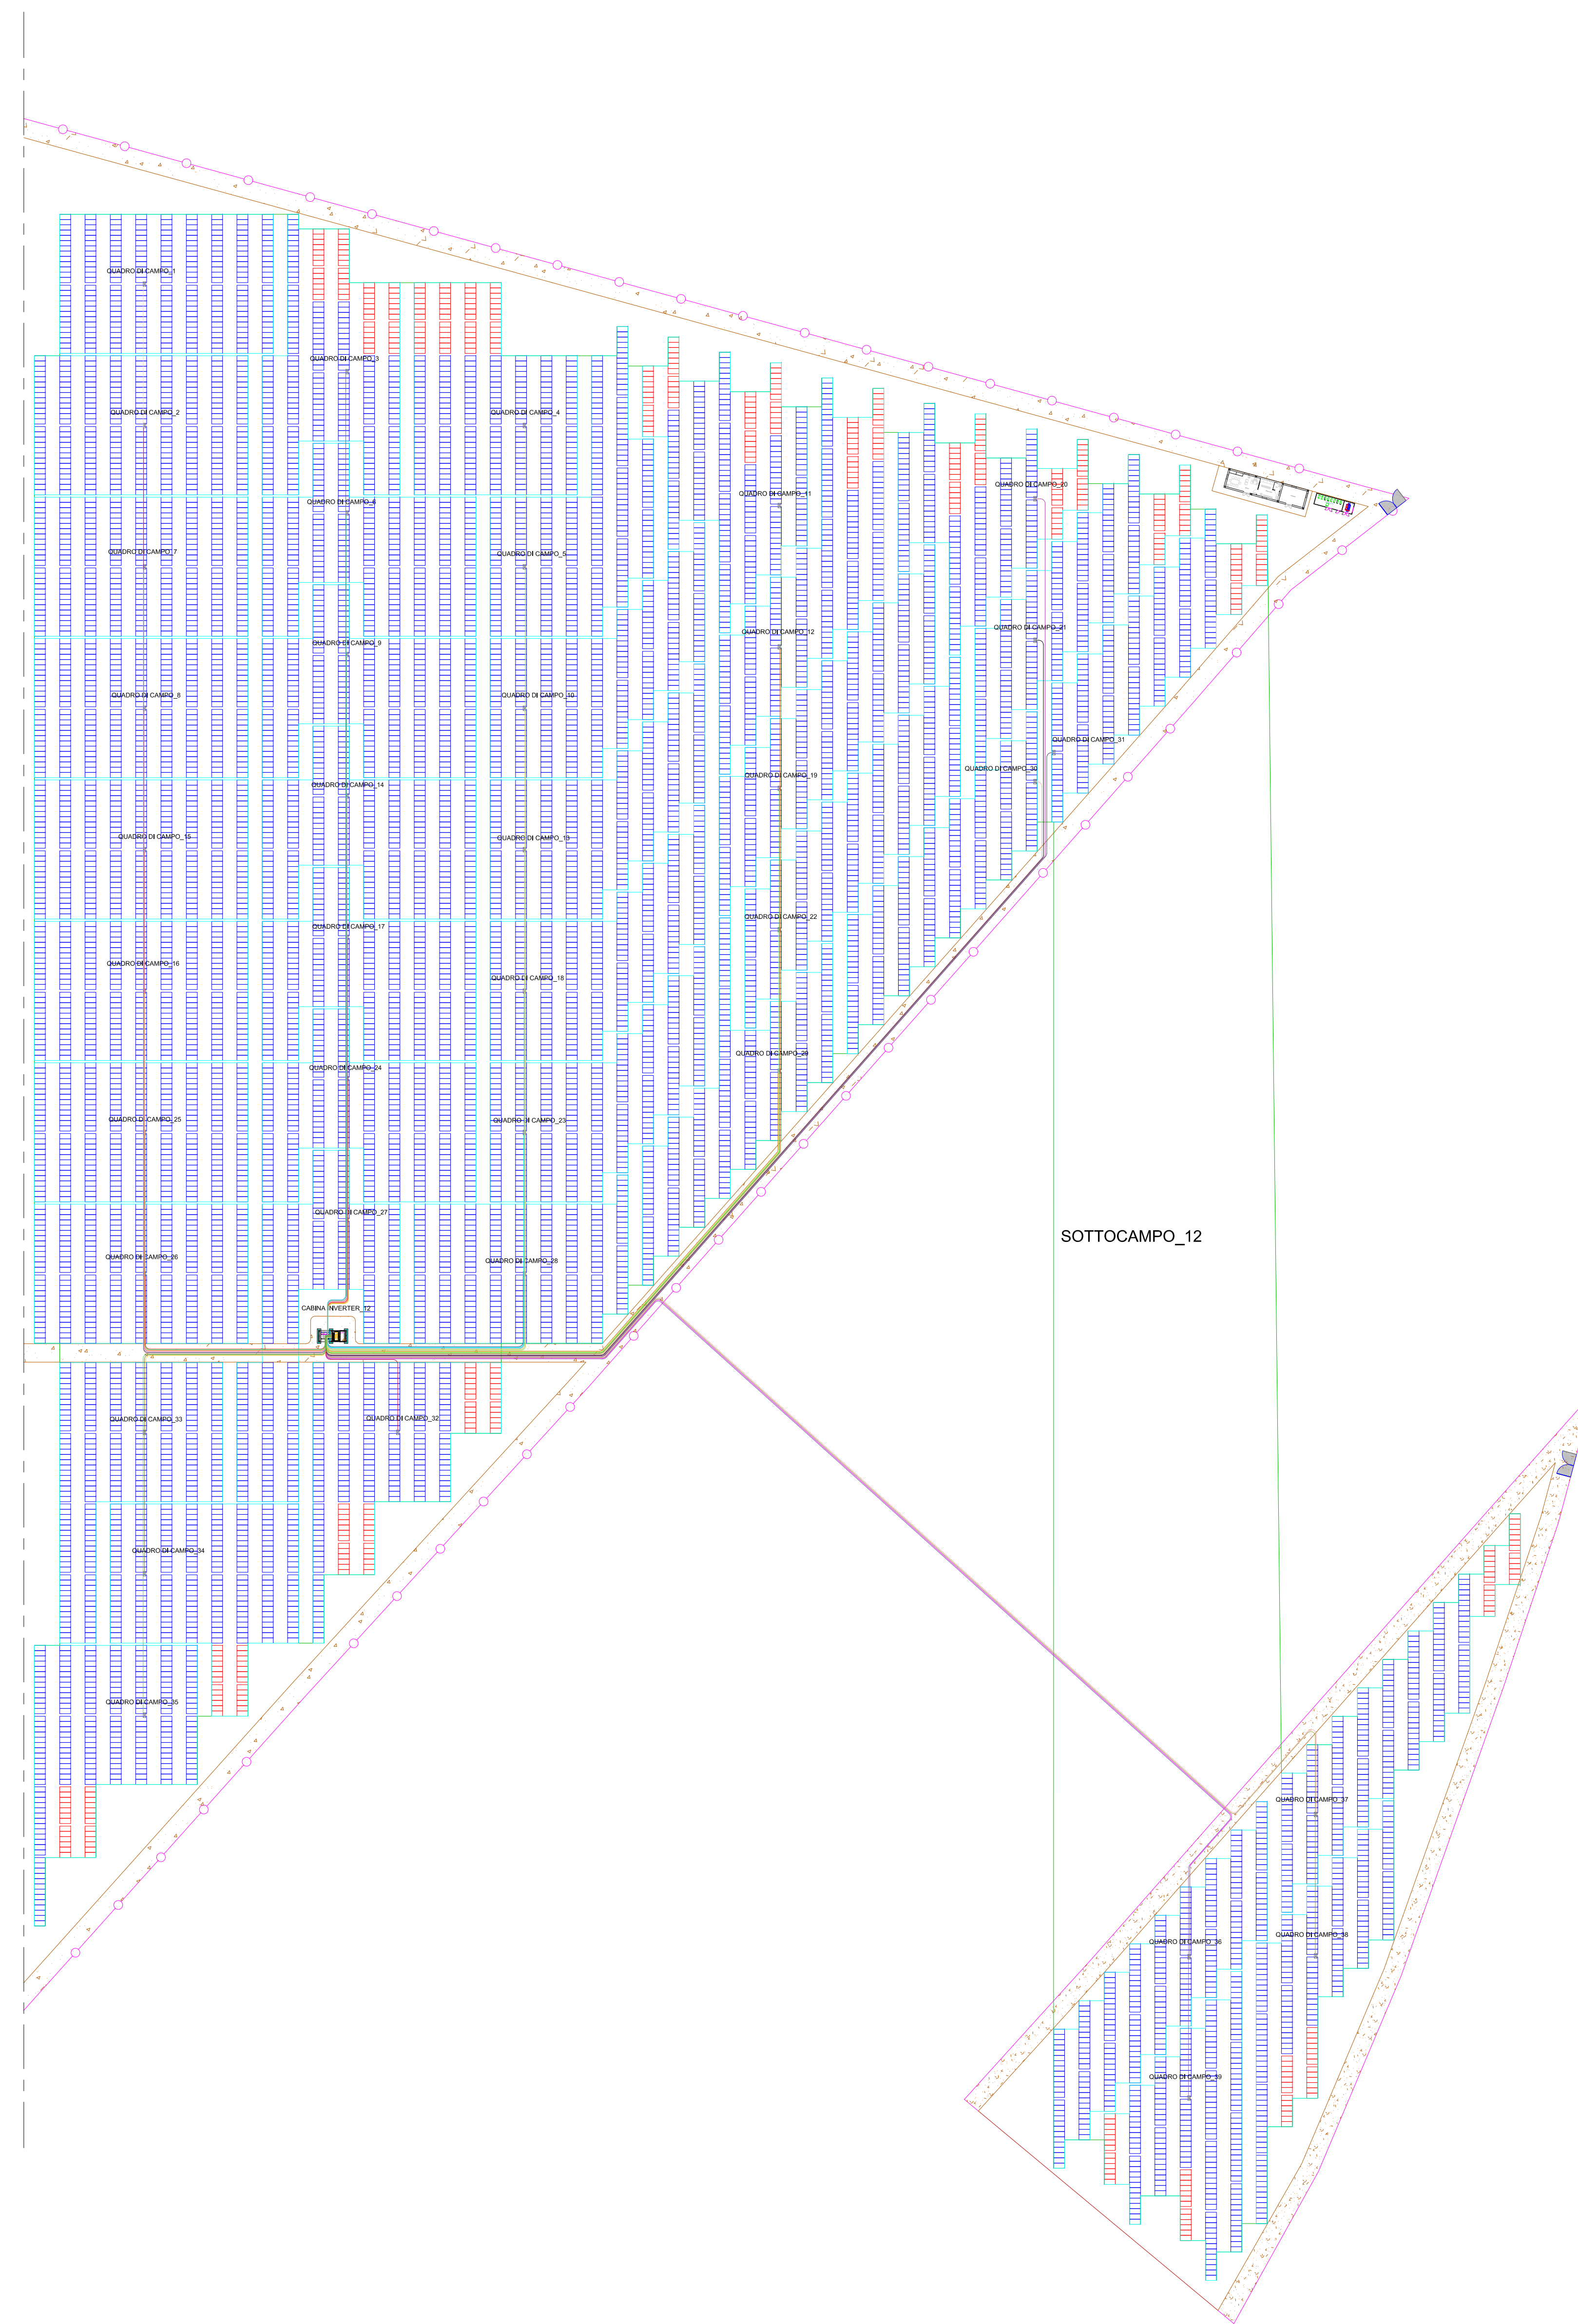 QUADRO DI CAMPO_1
QUADRO DI CAMPO_3
QUADRO DI CAMPO_2
QUADRO DI CAMPO_4
QUADRO DI CAMPO_20
QUADRO DI CAMPO_11
QUADRO DI CAMPO_6
QUADRO DI CAMPO_7
QUADRO DI CAMPO_5
QUADRO DI CAMPO_21
QUADRO DI CAMPO_12
QUADRO DI CAMPO_9
QUADRO DI CAMPO_8
QUADRO DI CAMPO_10
QUADRO DI CAMPO_31
QUADRO DI CAMPO_30
QUADRO DI CAMPO_19
QUADRO DI CAMPO_14
QUADRO DI CAMPO_15
QUADRO DI CAMPO_13
QUADRO DI CAMPO_22
QUADRO DI CAMPO_17
QUADRO DI CAMPO_16
QUADRO DI CAMPO_18
QUADRO DI CAMPO_29
QUADRO DI CAMPO_24
QUADRO DI CAMPO_25
QUADRO DI CAMPO_23
QUADRO DI CAMPO_27
SOTTOCAMPO_12
QUADRO DI CAMPO_26
QUADRO DI CAMPO_28
CABINA INVERTER_12
QUADRO DI CAMPO_33
QUADRO DI CAMPO_32
QUADRO DI CAMPO_34
QUADRO DI CAMPO_35
QUADRO DI CAMPO_37
QUADRO DI CAMPO_38
QUADRO DI CAMPO_36
QUADRO DI CAMPO_39